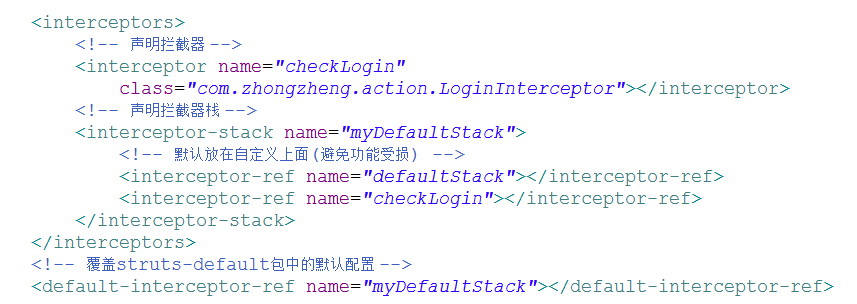 <interceptors>
<!-- 声明拦截器 -->
<interceptor name="checkLogin"
class="com.zhongzheng.action.LoginInterceptor"></interceptor>
<!-- 声明拦截器栈 -->
<interceptor-stack name="myDefaultStack">
<!-- 默认放在自定义上面(避免功能受损) -->
<interceptor-ref name="defaultStack"></interceptor-ref>
<interceptor-ref name="checkLogin"></interceptor-ref>
</interceptor-stack>
</interceptors>
<!-- 覆盖struts-default包中的默认配置 -->
<default-interceptor-ref name="myDefaultStack"></default-interceptor-ref>